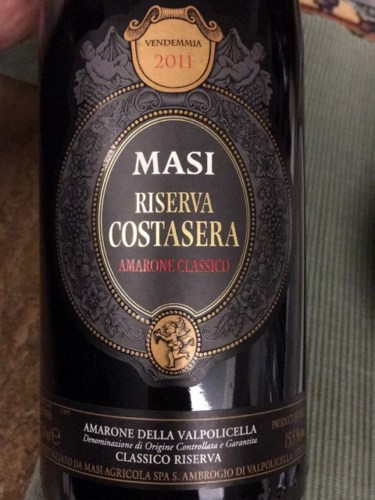 VENDEMMIA
2011
MASI
RISERVA
COSTASERA
AMARONE CLASSICO
AMARONE DELLA VALPOLICELLA
Denominazione di Origine Controllata e Garantita
CLASSICO RISERVA
DA MASI AGRICOLA SPA S. AMBROGIO DI VALPOLICELLA